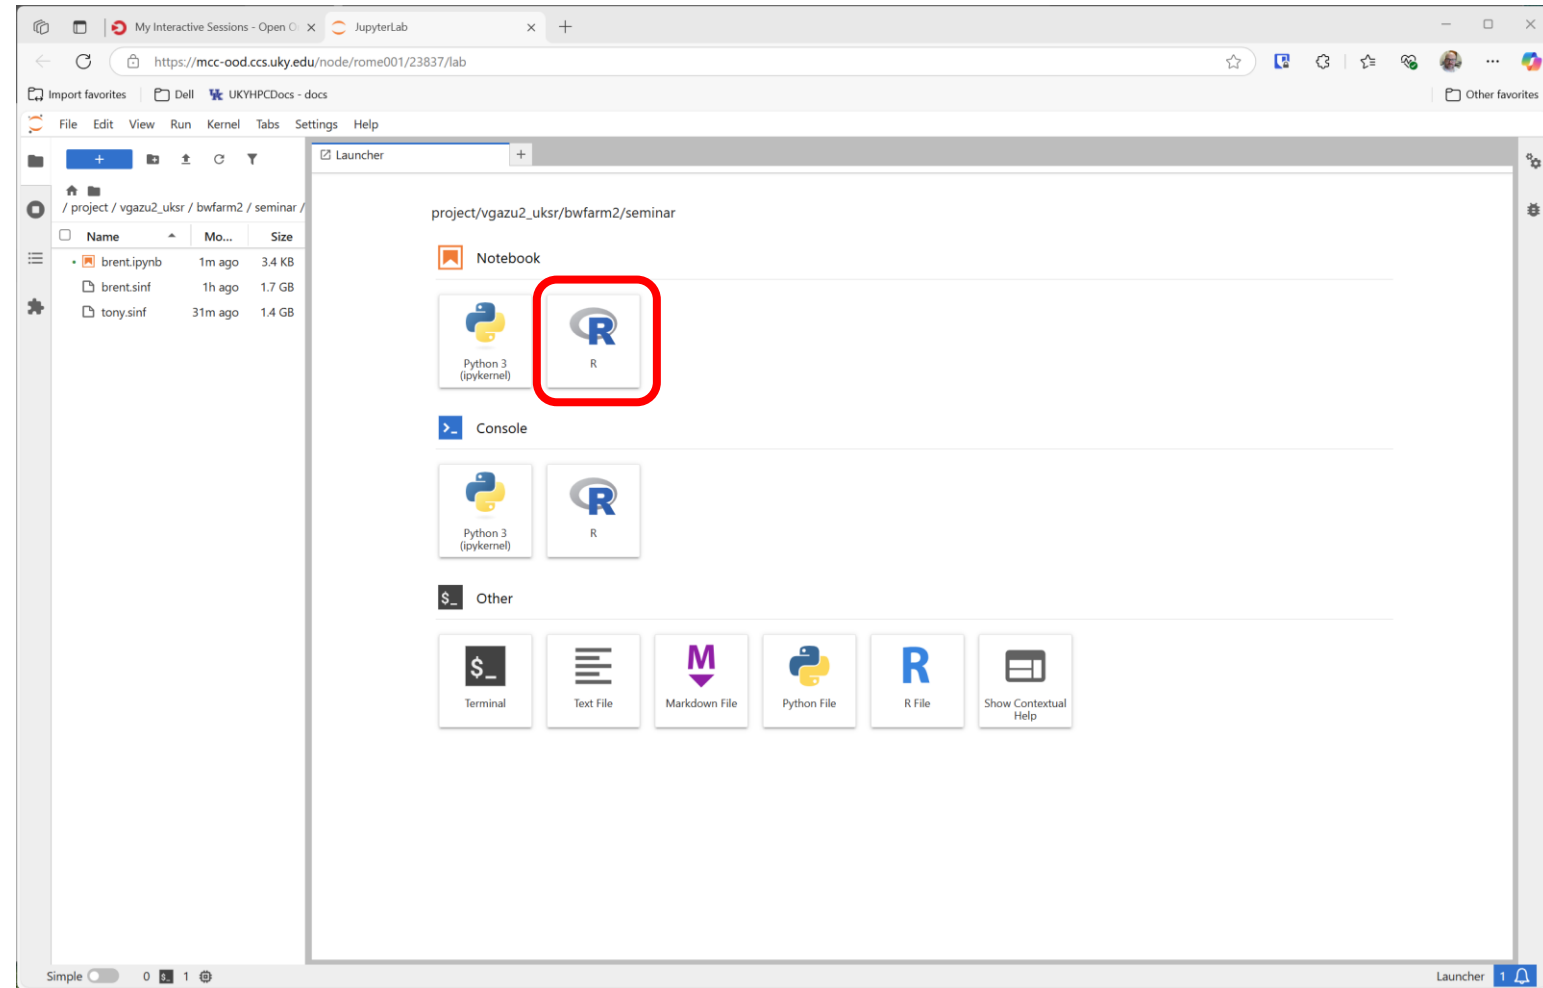 My Interactive Sessions - Open O
JupyterLab
https://mcc-ood.ccs.uky.edu/node/rome001/23837/lab
Import favorites
Dell
UKYHPCDocs - docs
Other favorites
File Edit View Run Kernel Tabs Settings Help
Launcher
/ project / vgazu2_uksr / bwfarm2 / seminar /
Name Mo... Size
brent.ipynb 1m ago 3.4 KB
brent.sinf 1h ago 1.7 GB
tony.sinf 31m ago 1.4 GB
project/vgazu2_uksr/bwfarm2/seminar
Notebook
Python 3
(ipykernel)
R
Console
Python 3
(ipykernel)
R
$_ Other
$_
Terminal
Text File
M
Markdown File
Python File
R
R File
Show Contextual
Help
Simple 0 $_ 1
Launcher 1